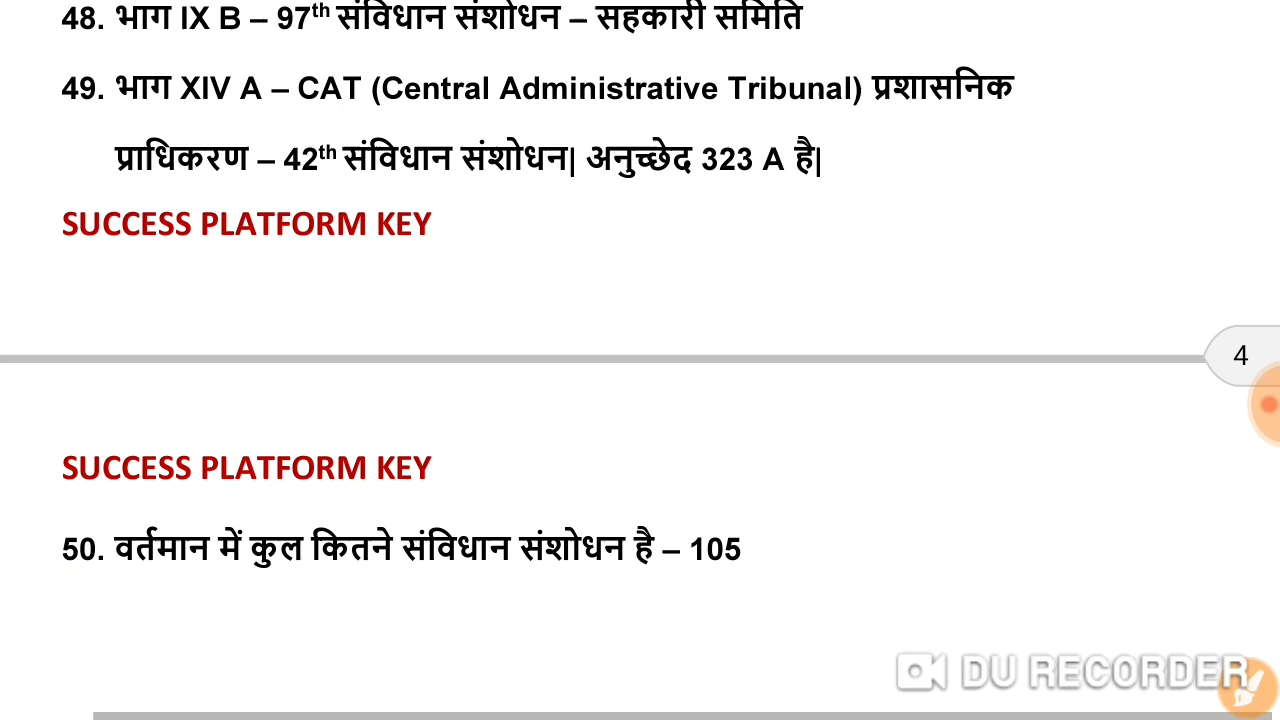 48. भाग IX B – 97th संविधान संशोधन – सहकारी समिति
49. भाग XIV A – CAT (Central Administrative Tribunal) प्रशासनिक
प्राधिकरण – 42th संविधान संशोधन| अनुच्छेद 323 A है|
SUCCESS PLATFORM KEY
4
SUCCESS PLATFORM KEY
50. वर्तमान में कुल कितने संविधान संशोधन है – 105
DU RECORDER